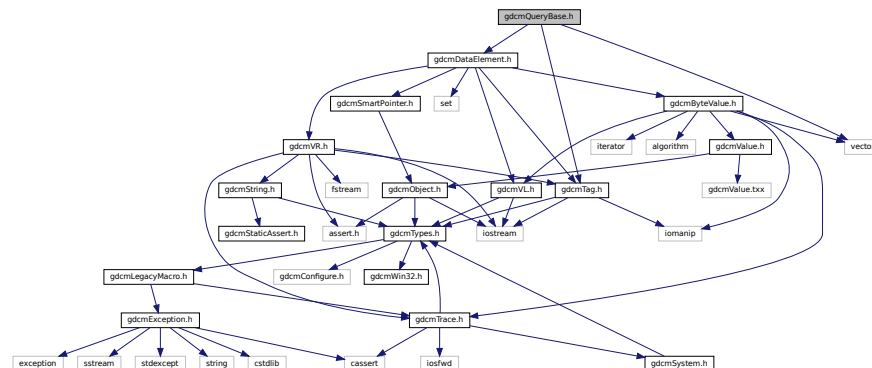 gdcmQueryBase.h
gdcmDataElement.h
gdcmSmartPointer.h
set
gdcmByteValue.h
gdcmVR.h
iterator
algorithm
gdcmValue.h
vector
gdcmString.h
fstream
gdcmObject.h
gdcmVL.h
gdcmTag.h
gdcmValue.txx
gdcmStaticAssert.h
assert.h
gdcmTypes.h
iostream
iomanip
gdcmLegacyMacro.h
gdcmConfigure.h
gdcmWin32.h
gdcmException.h
gdcmTrace.h
exception
sstream
stdexcept
string
cstdlib
cassert
iosfwd
gdcmSystem.h